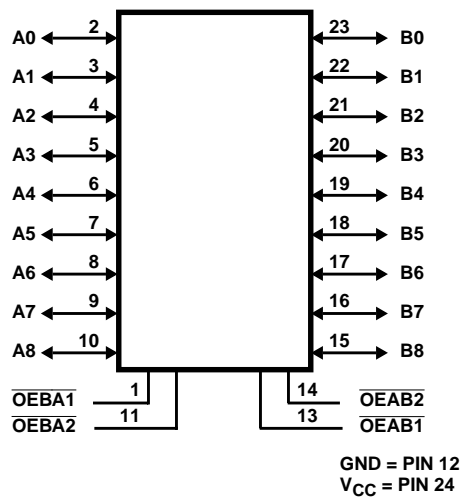 A0 2 23 B0
A1 3 22 B1
A2 4 21 B2
A3 5 20 B3
A4 6 19 B4
A5 7 18 B5
A6 8 17 B6
A7 9 16 B7
A8 10 15 B8
OEBA1 1 14 OEAB2
OEBA2 11 13 OEAB1
GND = PIN 12
VCC = PIN 24